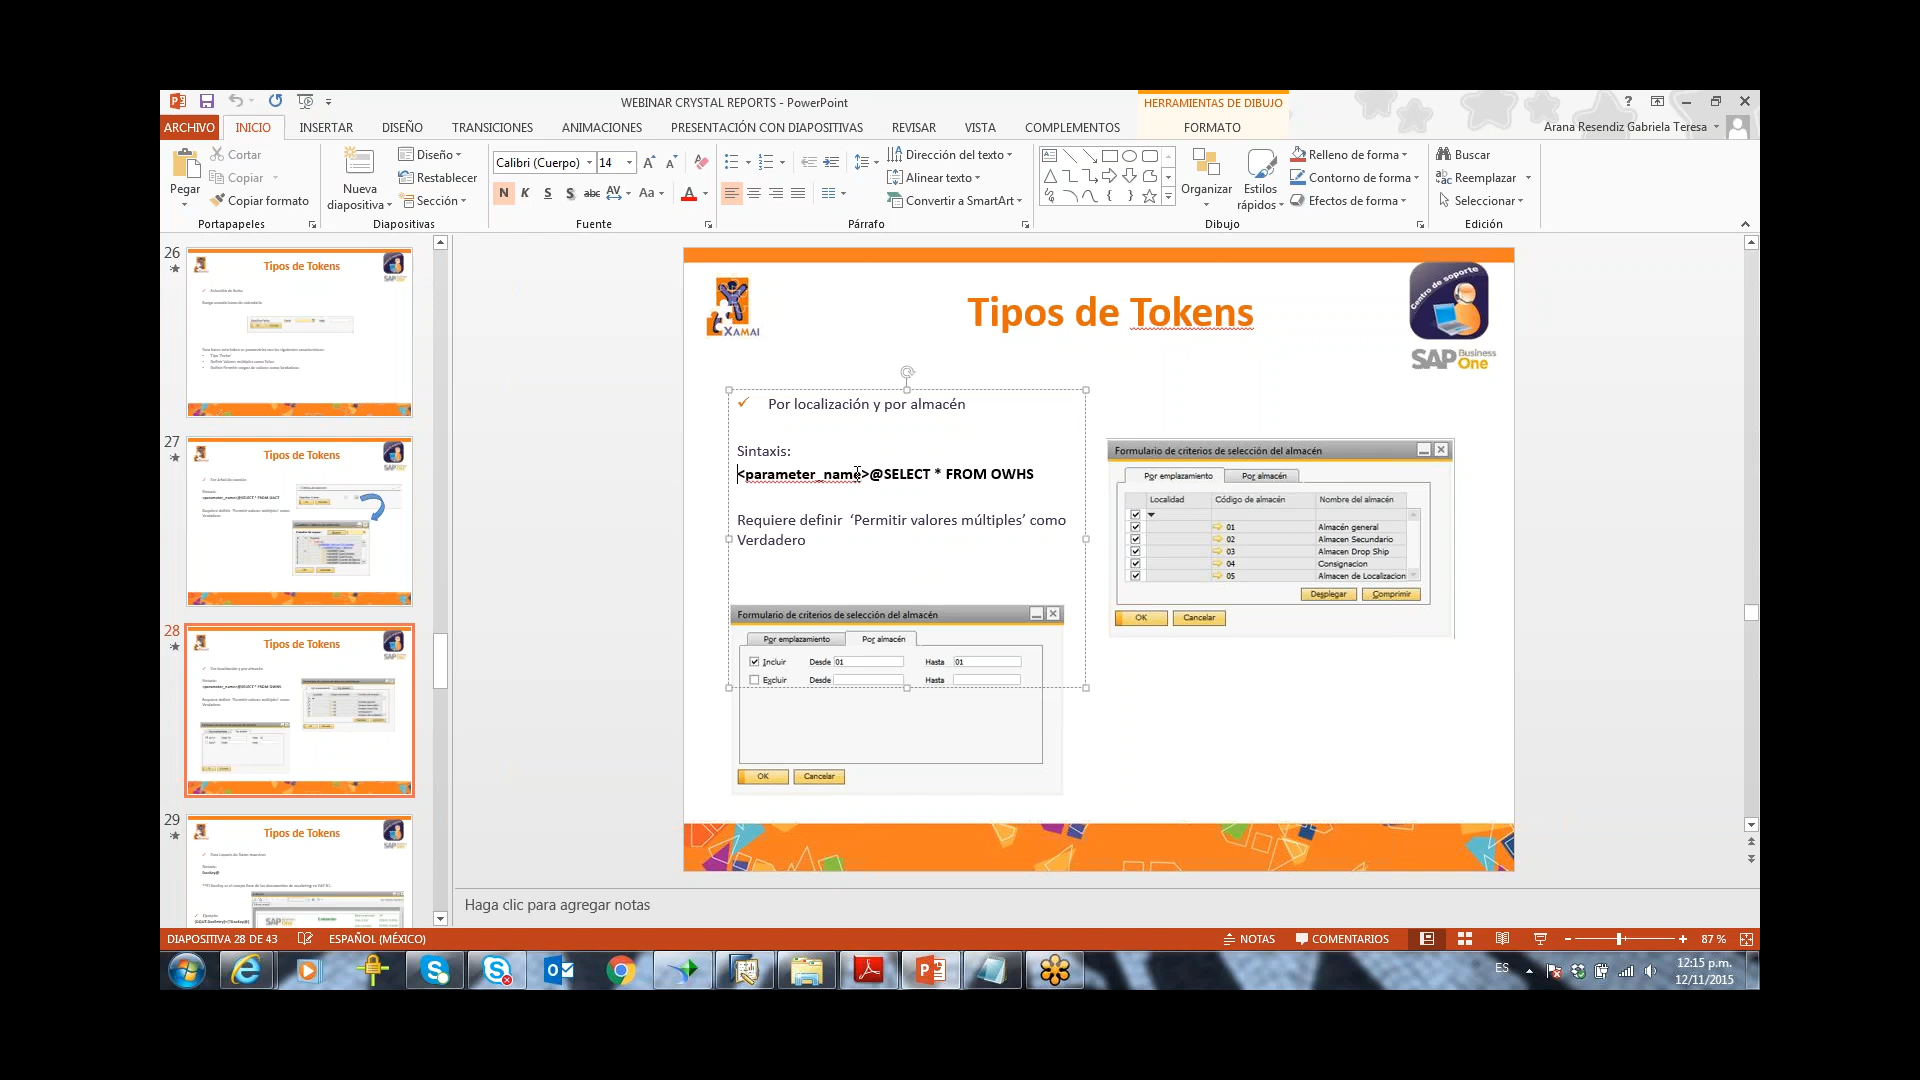 WEBINAR CRYSTAL REPORTS - PowerPoint
HERRAMIENTAS DE DIBUJO
?
ARCHIVO INICIO INSERTAR DISEÑO TRANSICIONES ANIMACIONES PRESENTACIÓN CON DIAPOSITIVAS REVISAR VISTA COMPLEMENTOS FORMATO
Arana Resendiz Gabriela Teresa
Pegar
Cortar
Copiar
Copiar formato
Portapapeles
Nueva diapositiva
Diseño
Restablecer
Sección
Diapositivas
Calibri (Cuerpo) 14
N K S S abc AV Aa A
Fuente
Dirección del texto
Alinear texto
Convertir a SmartArt
Párrafo
Organizar
Estilos rápidos
Relleno de forma
Contorno de forma
Efectos de forma
Dibujo
Buscar
Reemplazar
Seleccionar
Edición
26
Tipos de Tokens
27
Tipos de Tokens
28
Tipos de Tokens
29
Tipos de Tokens
XAMAI
Tipos de Tokens
Centro de soporte
SAP Business One
Por localización y por almacén
Sintaxis:
<parameter_name>@SELECT * FROM OWHS
Requiere definir ‘Permitir valores múltiples’ como
Verdadero
Formulario de criterios de selección del almacén
Por emplazamiento Por almacén
Incluir Desde 01 Hasta 01
Excluir Desde Hasta
OK Cancelar
Formulario de criterios de selección del almacén
Por emplazamiento Por almacén
Localidad Código de almacén Nombre del almacén
01 Almacén general
02 Almacen Secundario
03 Almacen Drop Ship
04 Consignacion
05 Almacen de Localizacion
Desplegar Comprimir
OK Cancelar
Haga clic para agregar notas
DIAPOSITIVA 28 DE 43 ESPAÑOL (MÉXICO) NOTAS COMENTARIOS 87 %
ES
12:15 p.m.
12/11/2015